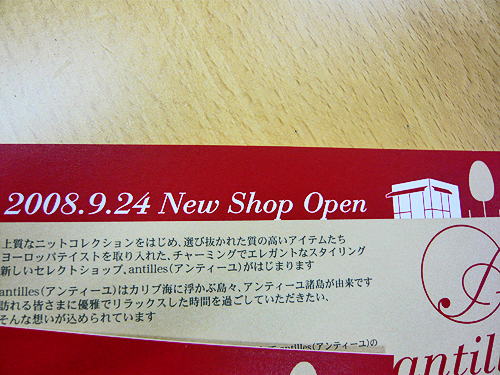 2008.9.24 New Shop Open
上質なニットコレクションをはじめ、選び抜かれた質の高いアイテムたち
ヨーロッパテイストを取り入れた、チャーミングでエレガントなスタイリング
新しいセレクトショップ、antilles(アンティーユ)がはじまります
antilles(アンティーユ)はカリブ海に浮かぶ島々、アンティーユ諸島が由来です
訪れる皆さまに優雅でリラックスした時間を過ごしていただきたい、
そんな想いが込められています
antilles(アンティーユ)の
antill